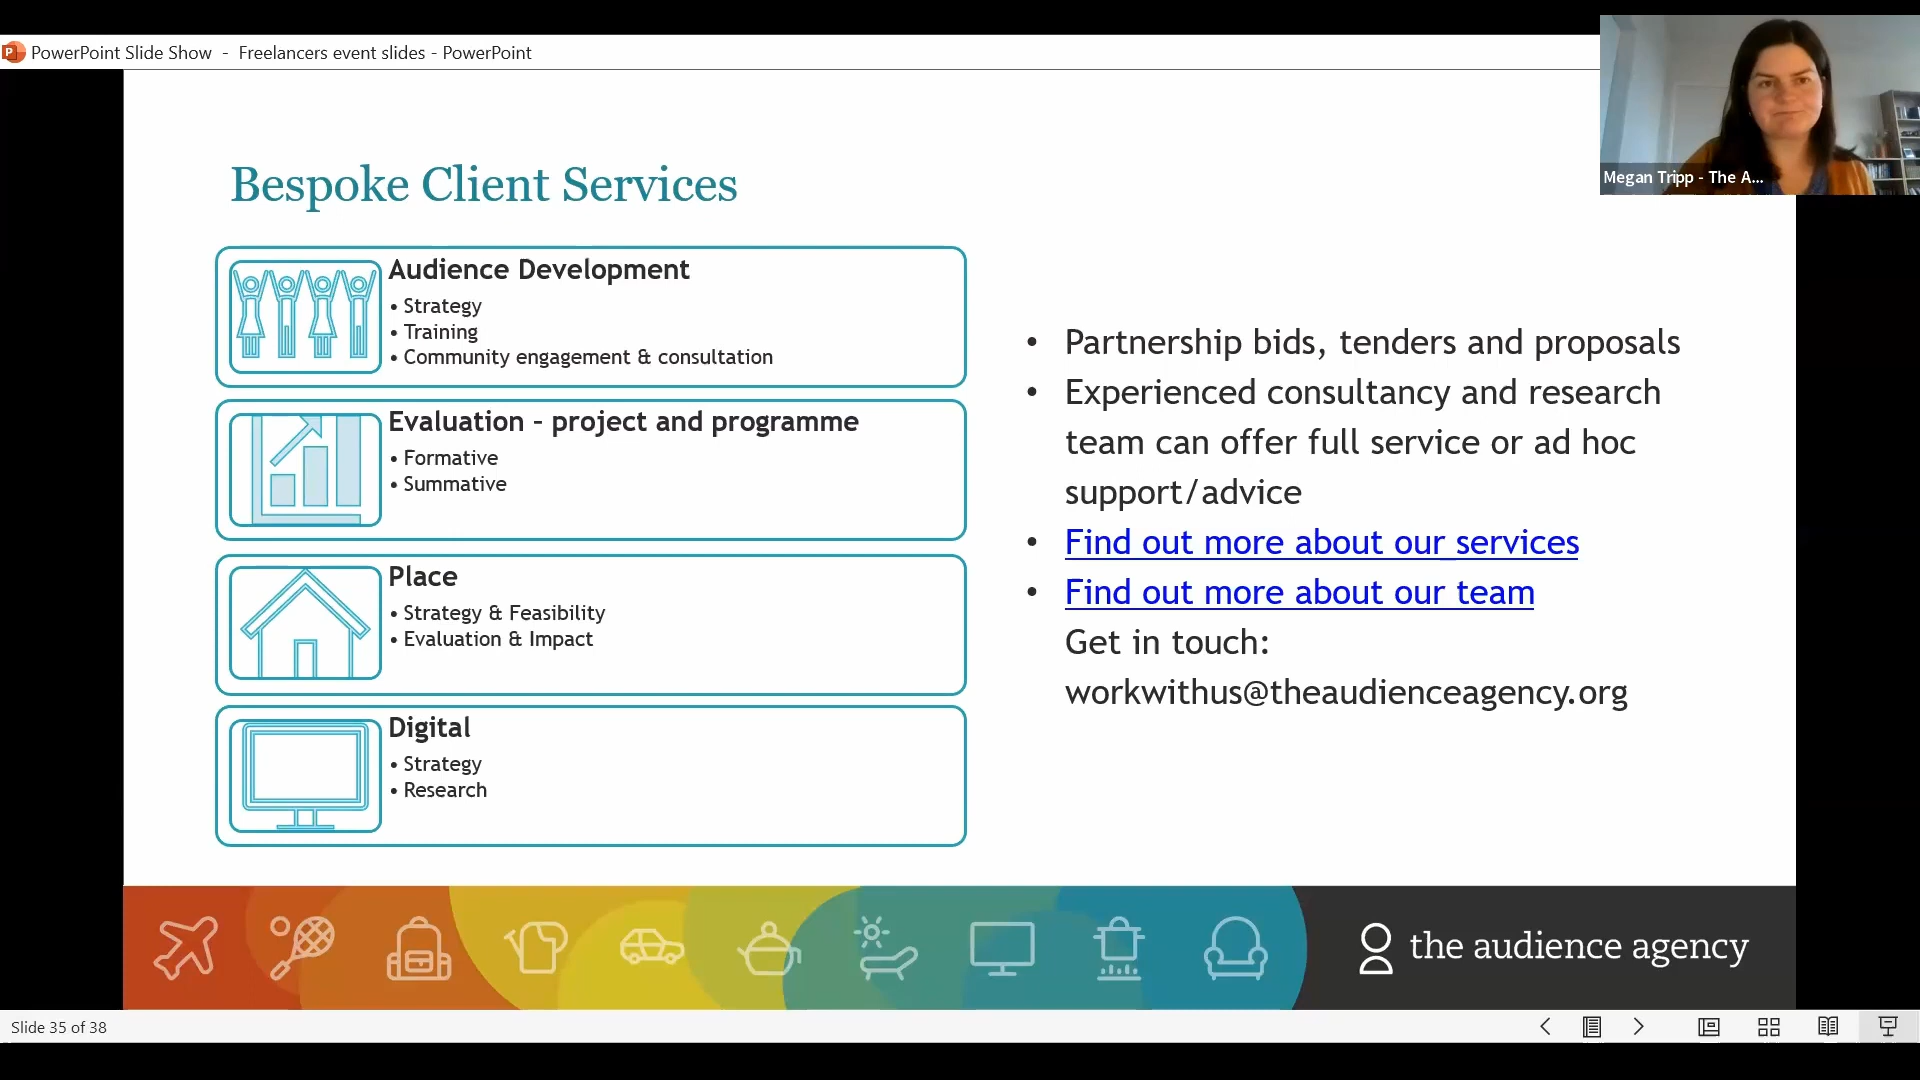 PowerPoint Slide Show - Freelancers event slides - PowerPoint
Megan Tripp - The A...
Bespoke Client Services
Audience Development
• Strategy
• Training
• Community engagement & consultation
Evaluation – project and programme
• Formative
• Summative
Place
• Strategy & Feasibility
• Evaluation & Impact
Digital
• Strategy
• Research
• Partnership bids, tenders and proposals
• Experienced consultancy and research
team can offer full service or ad hoc
support/advice
• Find out more about our services
• Find out more about our team
Get in touch:
workwithus@theaudienceagency.org
the audience agency
Slide 35 of 38